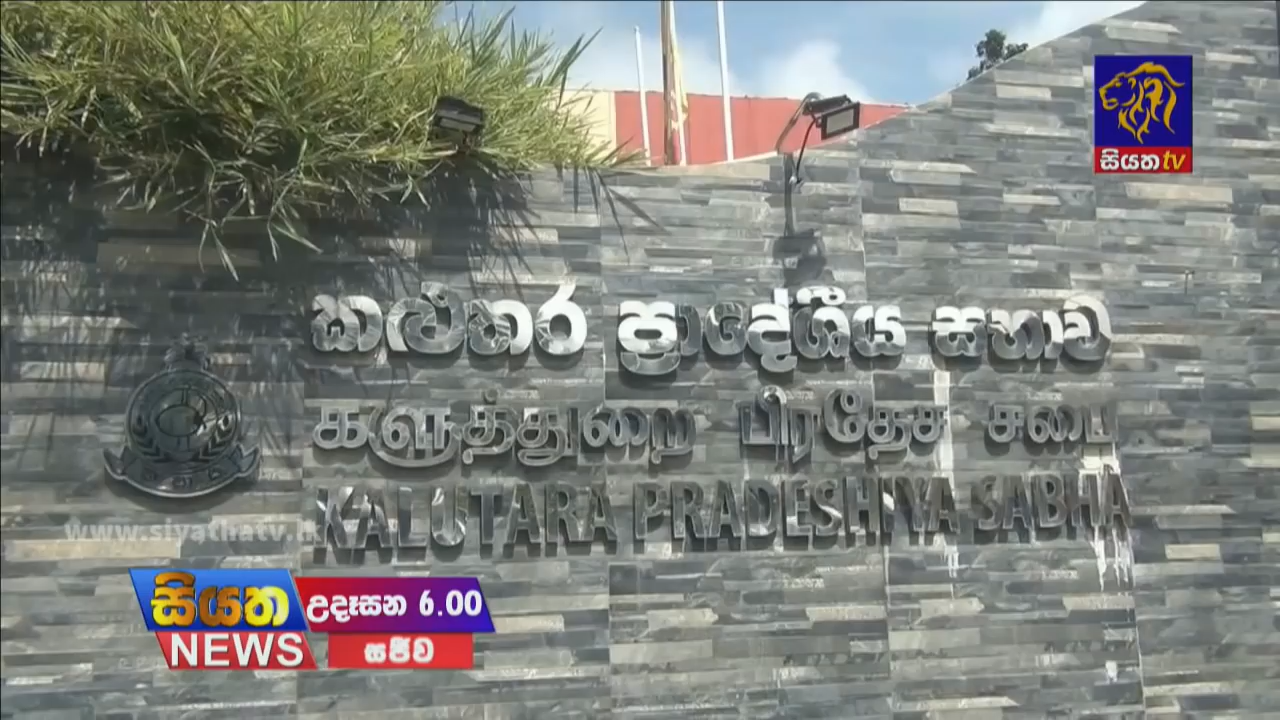 සියත tv
කළුතර ප්‍රාදේශීය සභාව
களுத்துறை பிரதேச சபை
KALUTARA PRADESHIYA SABHA
www.siyathatv.lk
සියත උදෑසන 6.00
NEWS සජීව